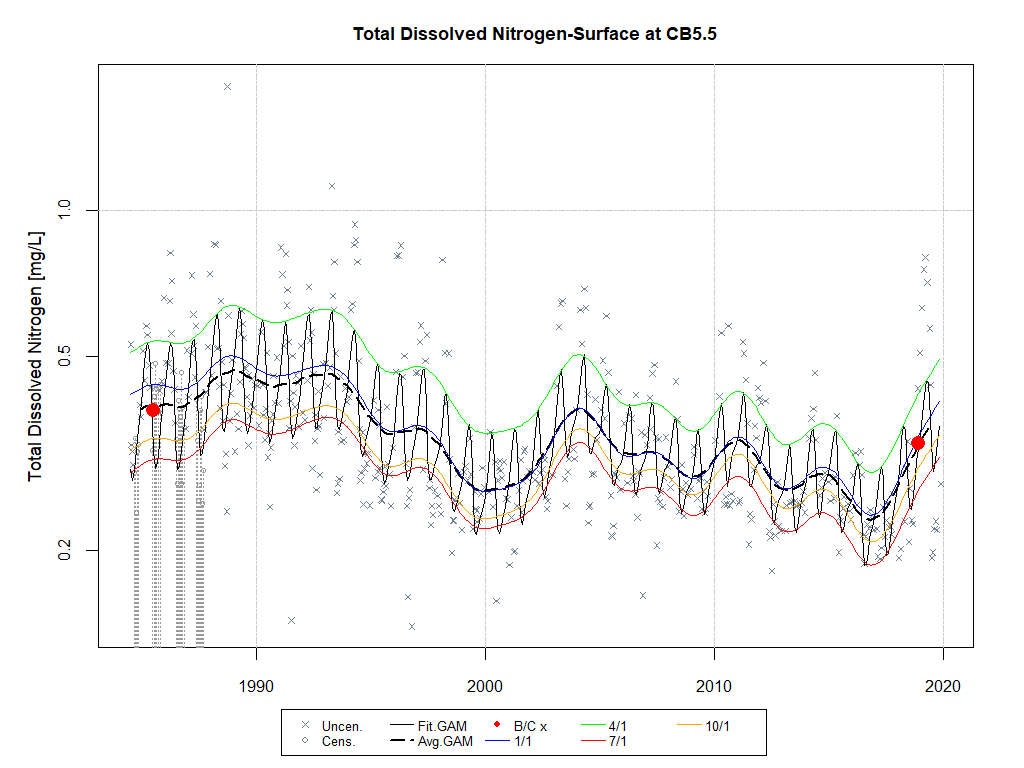 Total Dissolved Nitrogen-Surface at CB5.5
Total Dissolved Nitrogen [mg/L]
1.0
0.5
0.2
1990 2000 2010 2020
Uncen. Fit.GAM B/C x 4/1 10/1
Cens. Avg.GAM 1/1 7/1